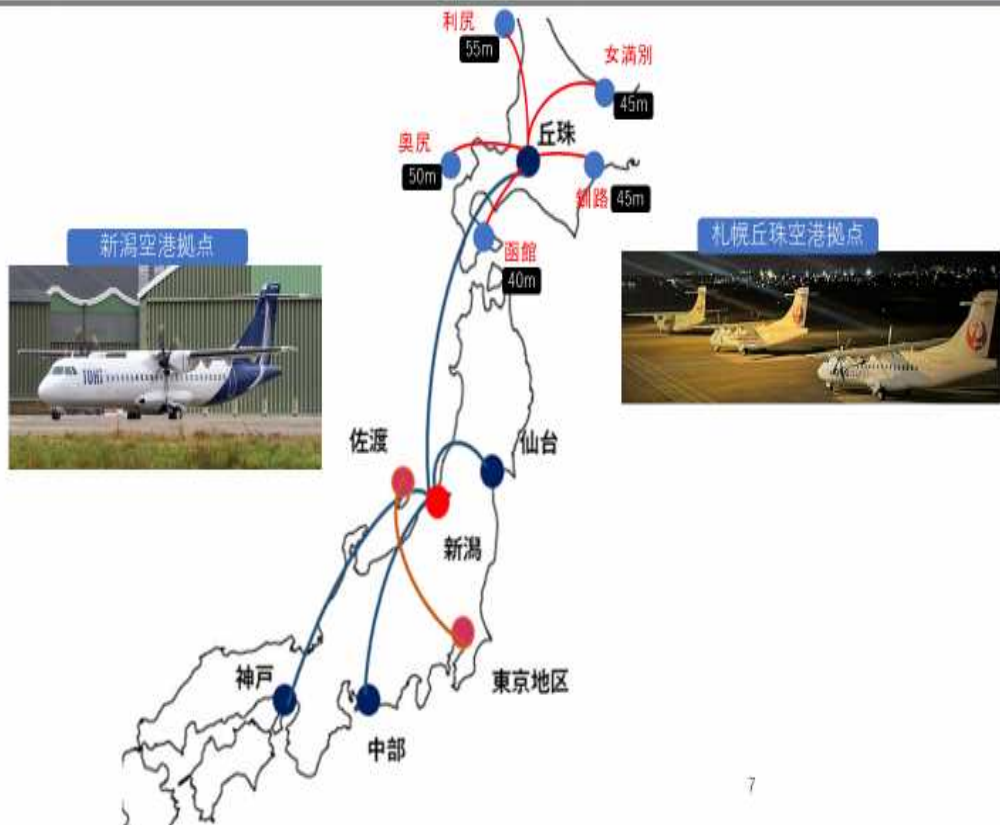 利尻
55m
女満別
45m
丘珠
奥尻
50m
釧路
45m
函館
40m
新潟空港拠点
札幌丘珠空港拠点
TOKI
佐渡
仙台
新潟
神戸
東京地区
中部
7